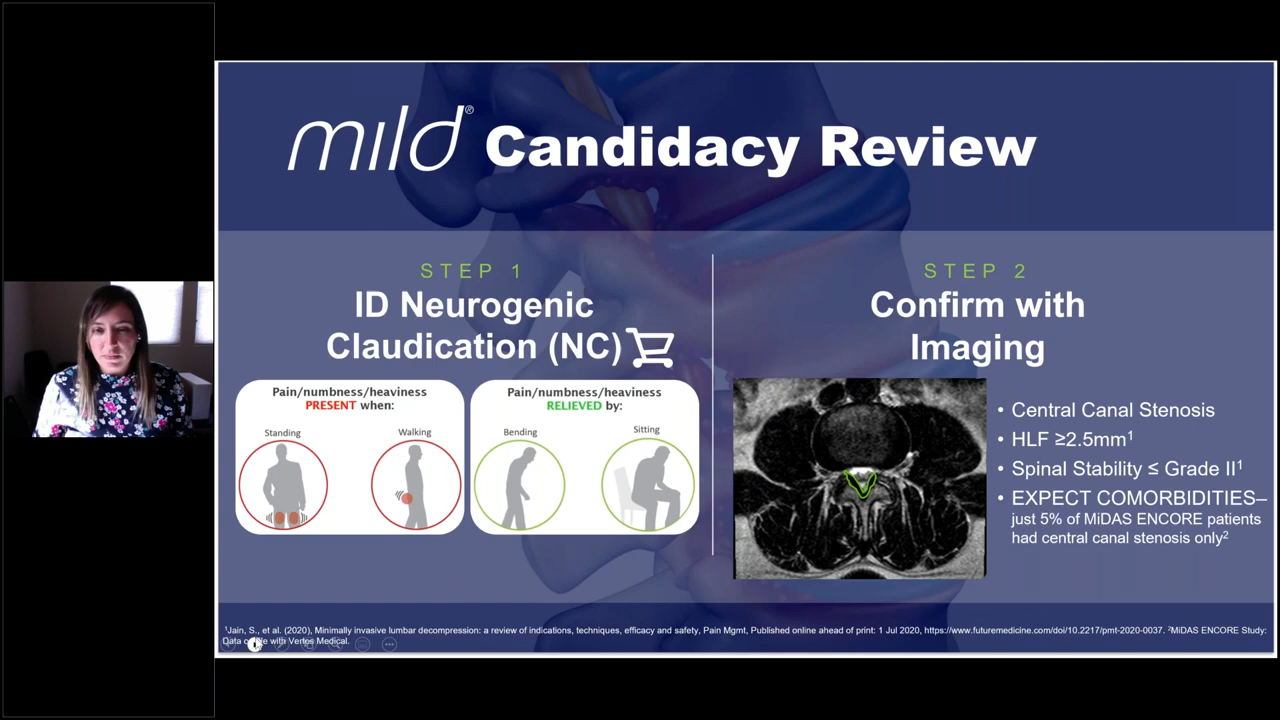 mild® Candidacy Review
STEP 1
ID Neurogenic
Claudication (NC)
Pain/numbness/heaviness
PRESENT when:
Standing
Walking
Pain/numbness/heaviness
RELIEVED by:
Bending
Sitting
STEP 2
Confirm with
Imaging
• Central Canal Stenosis
• HLF ≥2.5mm¹
• Spinal Stability ≤ Grade II¹
• EXPECT COMORBIDITIES–
just 5% of MiDAS ENCORE patients
had central canal stenosis only²
¹Jain, S., et al. (2020), Minimally invasive lumbar decompression: a review of indications, techniques, efficacy and safety, Pain Mgmt, Published online ahead of print: 1 Jul 2020, https://www.futuremedicine.com/doi/10.2217/pmt-2020-0037. ²MiDAS ENCORE Study:
Data on file with Vertos Medical.